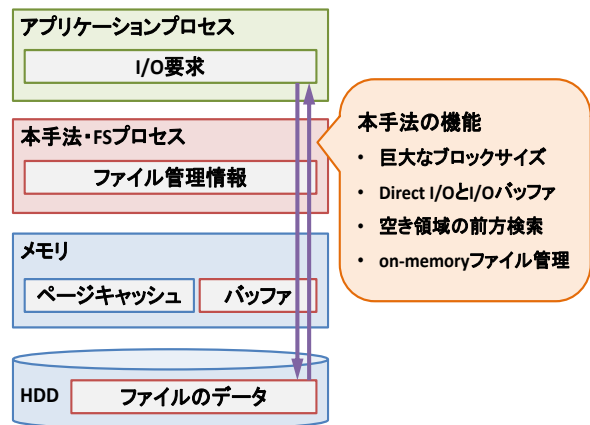 アプリケーションプロセス
I/O要求
本手法・FSプロセス
ファイル管理情報
メモリ
ページキャッシュ
バッファ
HDD
ファイルのデータ
本手法の機能
• 巨大なブロックサイズ
• Direct I/OとI/Oバッファ
• 空き領域の前方検索
• on-memoryファイル管理